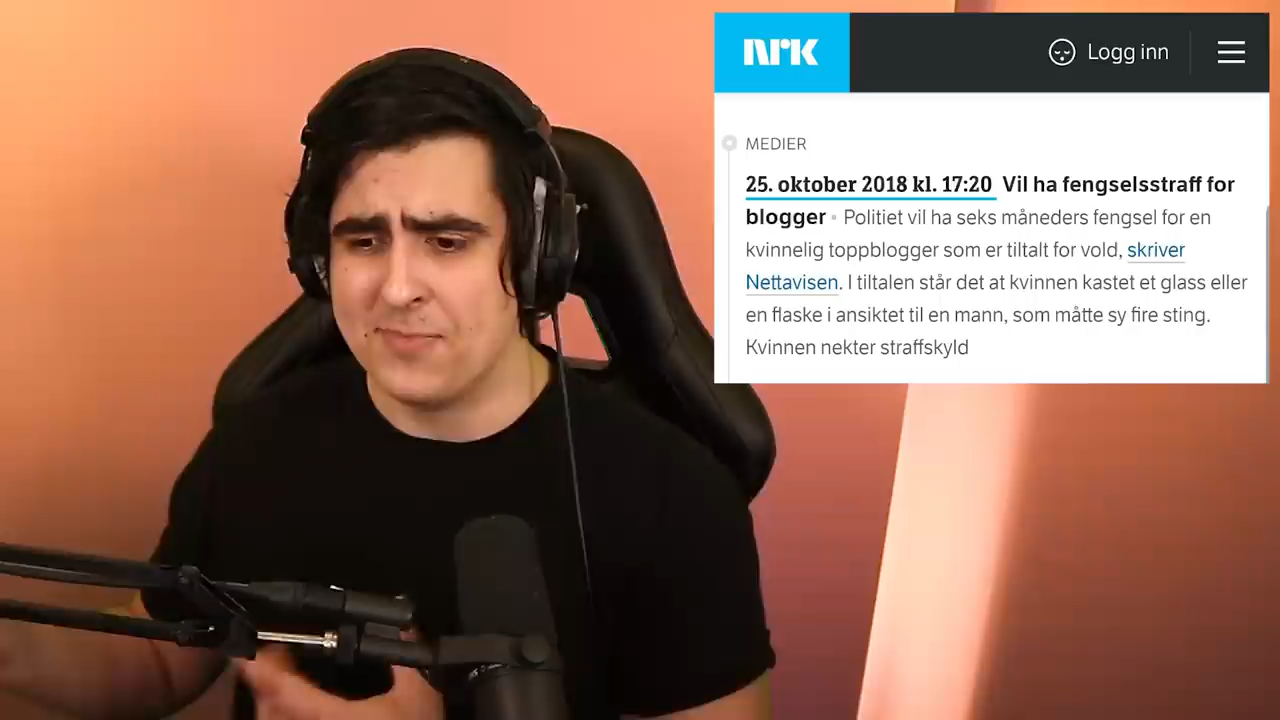 NRK
Logg inn
MEDIER
25. oktober 2018 kl. 17:20 Vil ha fengselsstraff for
blogger • Politiet vil ha seks måneders fengsel for en
kvinnelig toppblogger som er tiltalt for vold, skriver
Nettavisen. I tiltalen står det at kvinnen kastet et glass eller
en flaske i ansiktet til en mann, som måtte sy fire sting.
Kvinnen nekter straffskyld